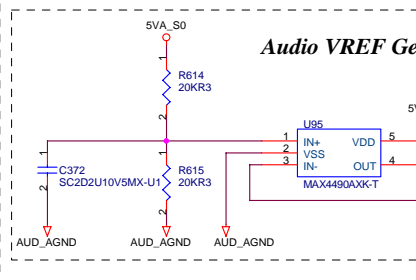 5VA_S0
Audio VREF Ge
1
R614
20KR3
2
5V
U95
1 IN+ VDD 5
2 VSS
3 IN- OUT 4
MAX4490AXK-T
1
C372
SC2D2U10V5MX-U1
2
1
R615
20KR3
2
AUD_AGND AUD_AGND AUD_AGND